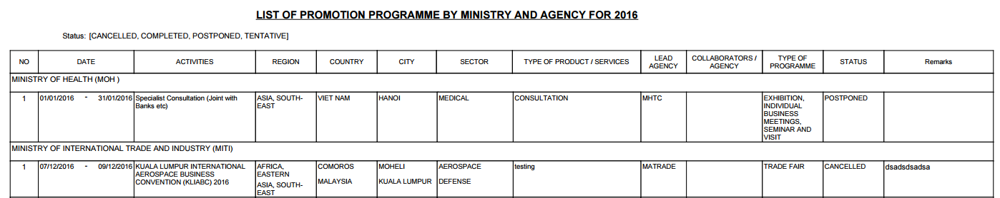 LIST OF PROMOTION PROGRAMME BY MINISTRY AND AGENCY FOR 2016
Status: [CANCELLED, COMPLETED, POSTPONED, TENTATIVE]
NO DATE ACTIVITIES REGION COUNTRY CITY SECTOR TYPE OF PRODUCT / SERVICES LEAD AGENCY COLLABORATORS / AGENCY TYPE OF PROGRAMME STATUS Remarks
MINISTRY OF HEALTH (MOH )
1 01/01/2016 - 31/01/2016 Specialist Consultation (Joint with ASIA, SOUTH- VIET NAM HANOI MEDICAL CONSULTATION MHTC EXHIBITION, POSTPONED
Banks etc) EAST INDIVIDUAL
BUSINESS
MEETINGS,
SEMINAR AND
VISIT
MINISTRY OF INTERNATIONAL TRADE AND INDUSTRY (MITI)
1 07/12/2016 - 09/12/2016 KUALA LUMPUR INTERNATIONAL AFRICA, COMOROS MOHELI AEROSPACE testing MATRADE TRADE FAIR CANCELLED dsadsdsadsa
AEROSPACE BUSINESS EASTERN
CONVENTION (KLIABC) 2016 ASIA, SOUTH- MALAYSIA KUALA LUMPUR DEFENSE
EAST